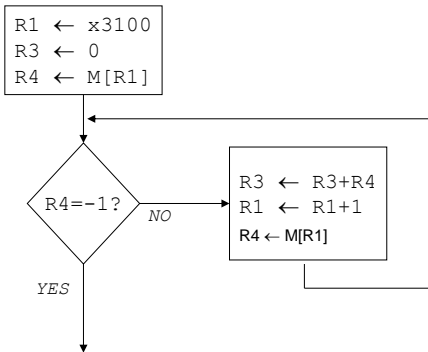 R1 ← x3100
R3 ← 0
R4 ← M[R1]
R4=-1?
NO
R3 ← R3+R4
R1 ← R1+1
R4 ← M[R1]
YES